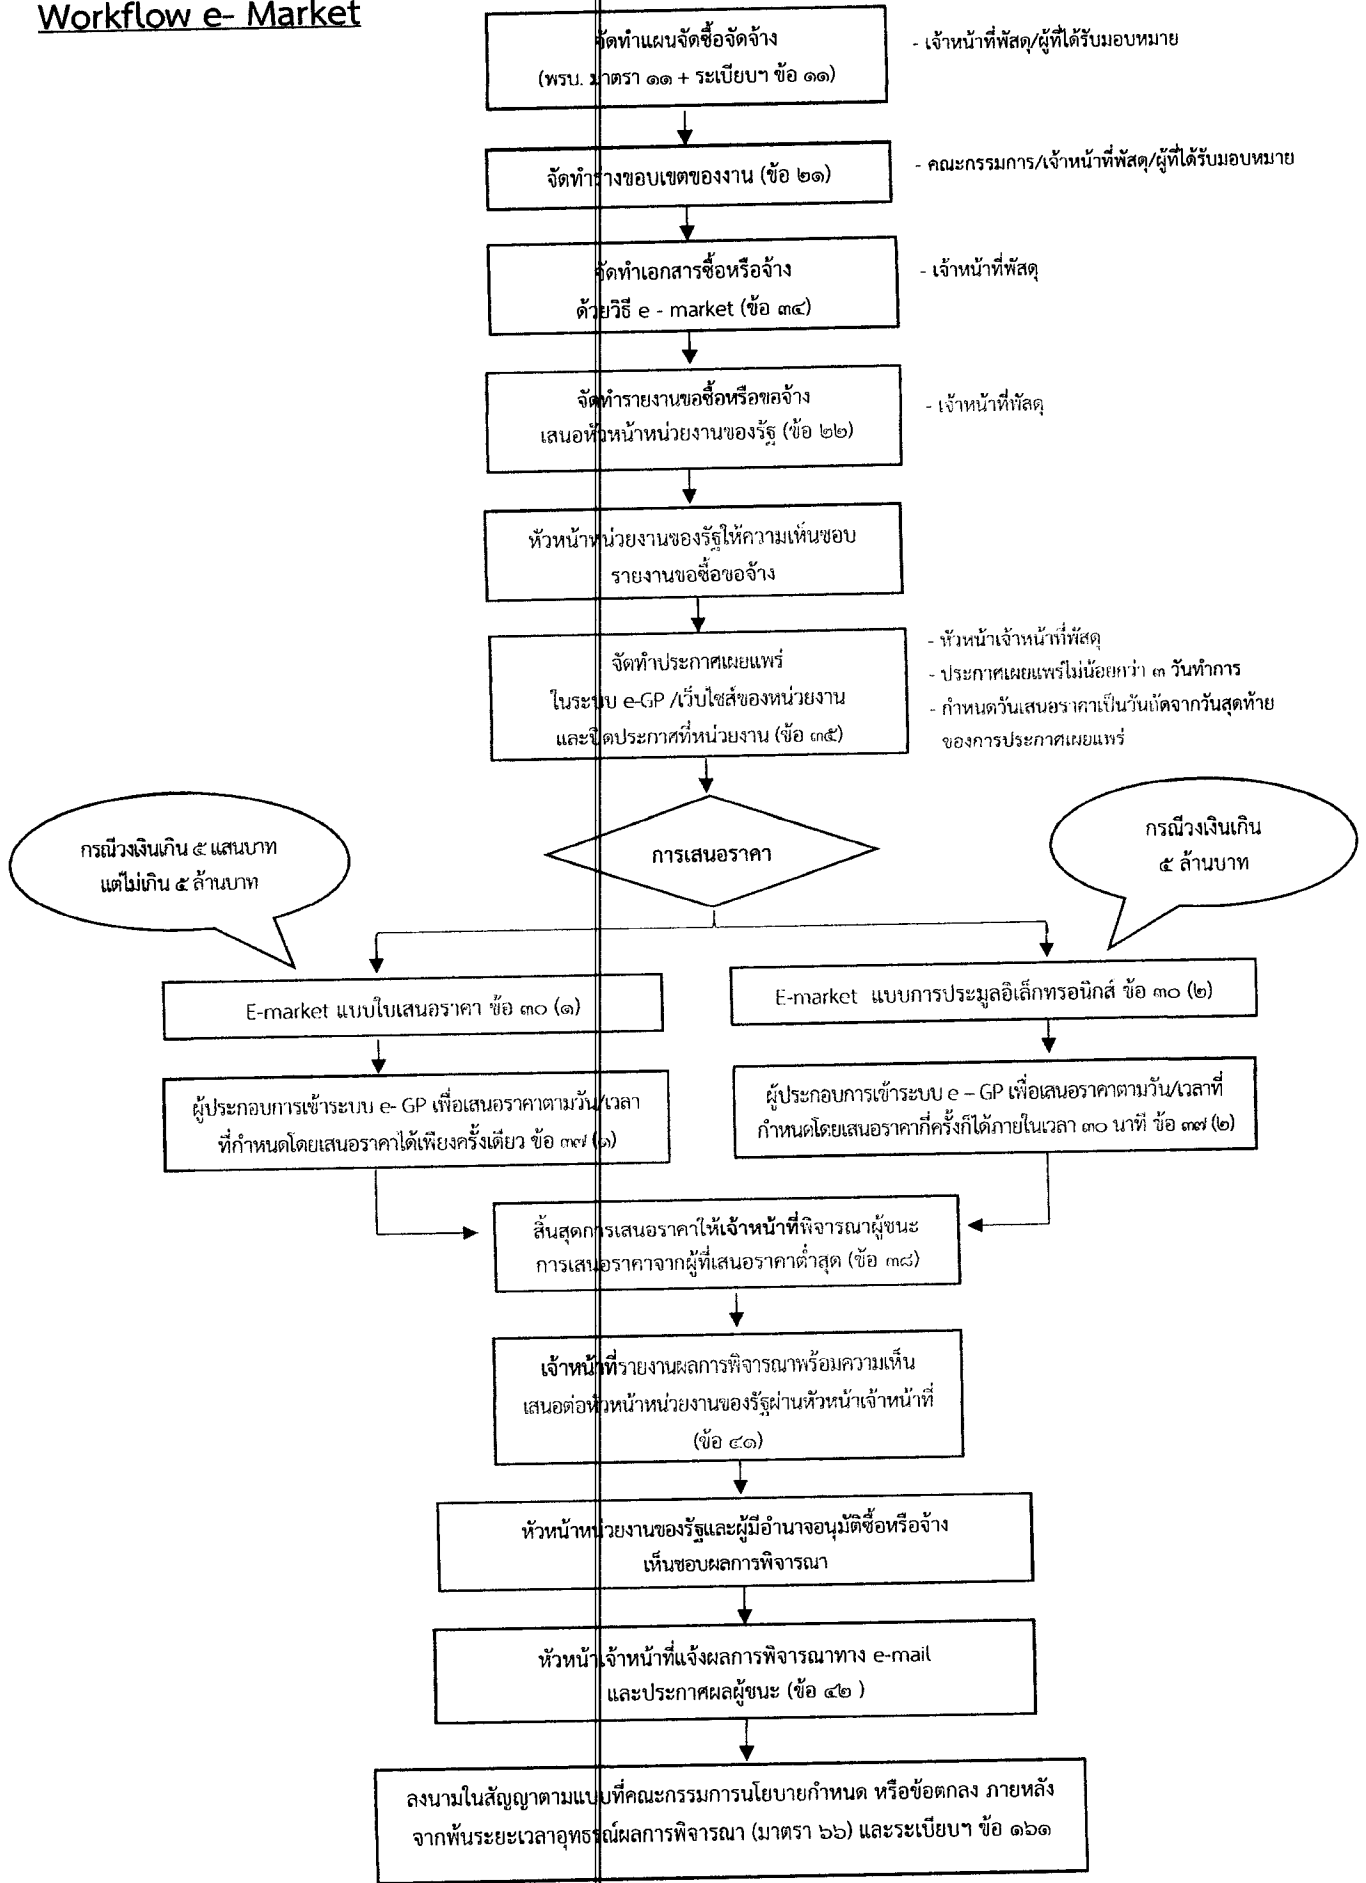 Workflow e- Market
จัดทำแผนจัดซื้อจัดจ้าง
(พรบ. มาตรา ๑๑ + ระเบียบฯ ข้อ ๑๑)
- เจ้าหน้าที่พัสดุ/ผู้ที่ได้รับมอบหมาย
จัดทำร่างขอบเขตของงาน (ข้อ ๒๑)
- คณะกรรมการ/เจ้าหน้าที่พัสดุ/ผู้ที่ได้รับมอบหมาย
จัดทำเอกสารซื้อหรือจ้าง
ด้วยวิธี e - market (ข้อ ๓๔)
- เจ้าหน้าที่พัสดุ
จัดทำรายงานขอซื้อหรือขอจ้าง
เสนอหัวหน้าหน่วยงานของรัฐ (ข้อ ๒๒)
- เจ้าหน้าที่พัสดุ
หัวหน้าหน่วยงานของรัฐให้ความเห็นชอบ
รายงานขอซื้อขอจ้าง
จัดทำประกาศเผยแพร่
ในระบบ e-GP /เว็บไซส์ของหน่วยงาน
และปิดประกาศที่หน่วยงาน (ข้อ ๓๕)
- หัวหน้าเจ้าหน้าที่พัสดุ
- ประกาศเผยแพร่ไม่น้อยกว่า ๓ วันทำการ
- กำหนดวันเสนอราคาเป็นวันถัดจากวันสุดท้าย
ของการประกาศเผยแพร่
กรณีวงเงินเกิน ๕ แสนบาท
แต่ไม่เกิน ๕ ล้านบาท
การเสนอราคา
กรณีวงเงินเกิน
๕ ล้านบาท
E-market แบบใบเสนอราคา ข้อ ๓๐ (๑)
E-market แบบการประมูลอิเล็กทรอนิกส์ ข้อ ๓๐ (๒)
ผู้ประกอบการเข้าระบบ e- GP เพื่อเสนอราคาตามวัน/เวลา
ที่กำหนดโดยเสนอราคาได้เพียงครั้งเดียว ข้อ ๓๗ (๑)
ผู้ประกอบการเข้าระบบ e – GP เพื่อเสนอราคาตามวัน/เวลาที่
กำหนดโดยเสนอราคากี่ครั้งก็ได้ภายในเวลา ๓๐ นาที ข้อ ๓๗ (๒)
สิ้นสุดการเสนอราคาให้เจ้าหน้าที่พิจารณาผู้ชนะ
การเสนอราคาจากผู้ที่เสนอราคาต่ำสุด (ข้อ ๓๘)
เจ้าหน้าที่รายงานผลการพิจารณาพร้อมความเห็น
เสนอต่อหัวหน้าหน่วยงานของรัฐผ่านหัวหน้าเจ้าหน้าที่
(ข้อ ๔๑)
หัวหน้าหน่วยงานของรัฐและผู้มีอำนาจอนุมัติซื้อหรือจ้าง
เห็นชอบผลการพิจารณา
หัวหน้าเจ้าหน้าที่แจ้งผลการพิจารณาทาง e-mail
และประกาศผลผู้ชนะ (ข้อ ๔๒ )
ลงนามในสัญญาตามแบบที่คณะกรรมการนโยบายกำหนด หรือข้อตกลง ภายหลัง
จากพ้นระยะเวลาอุทธรณ์ผลการพิจารณา (มาตรา ๖๖) และระเบียบฯ ข้อ ๑๖๑